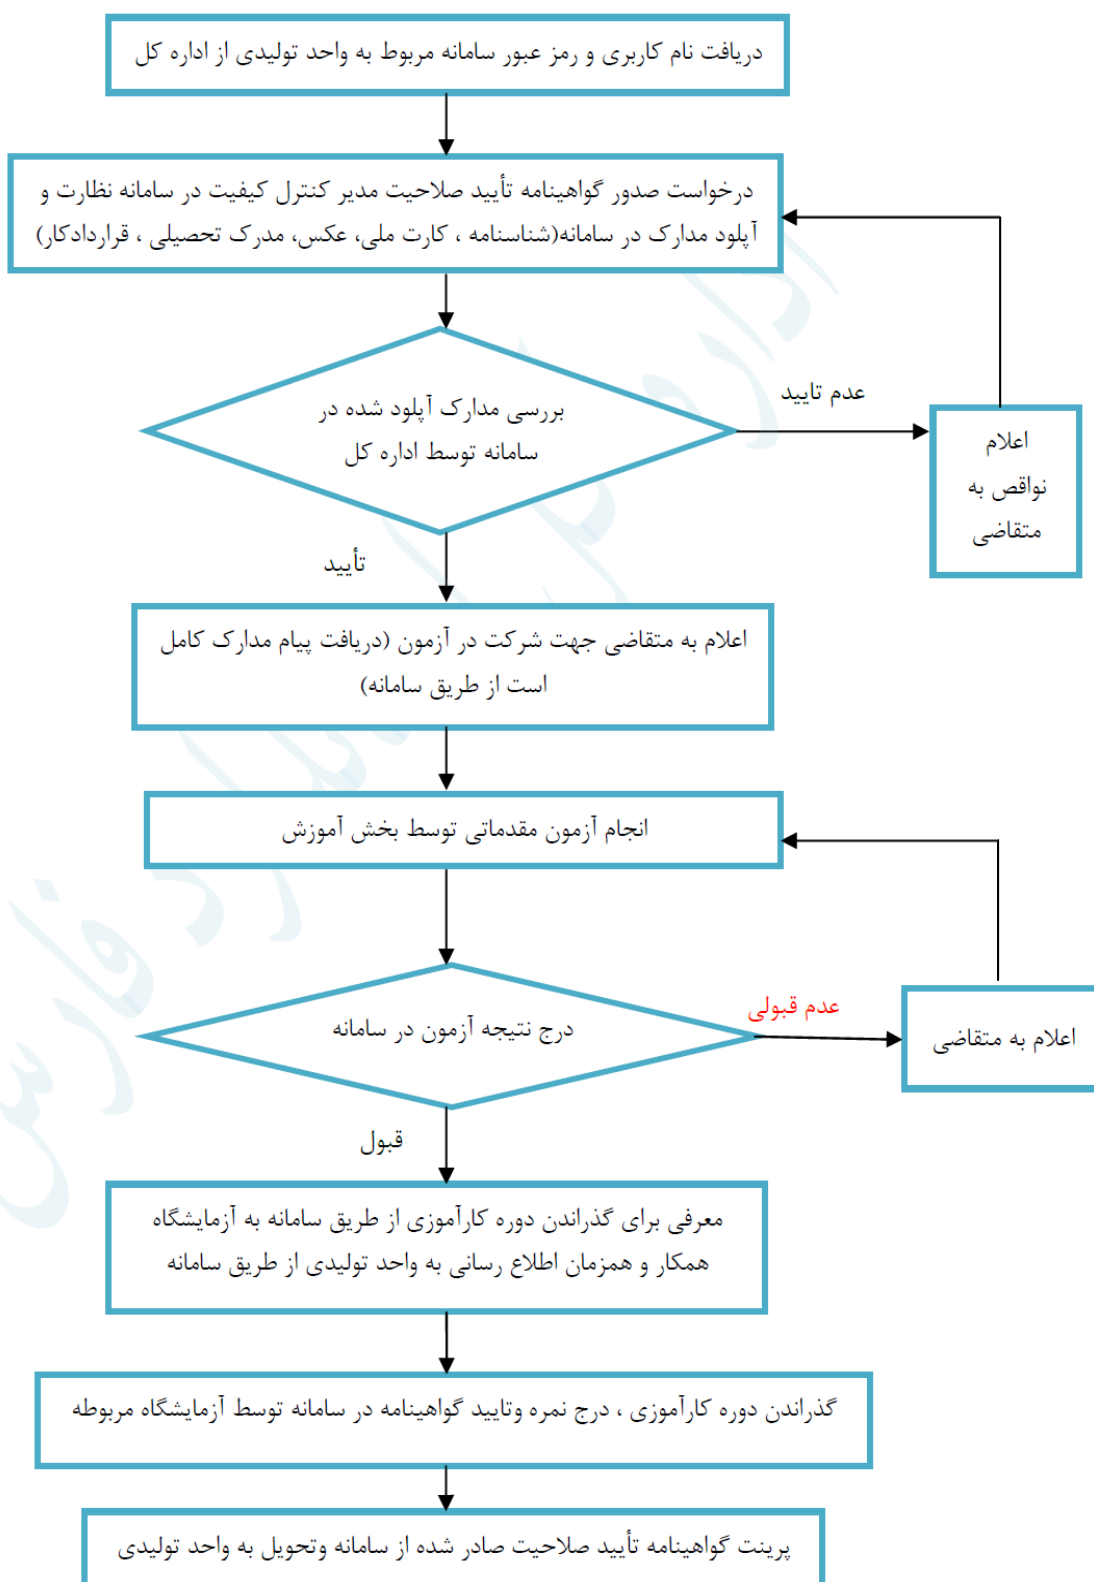 دریافت نام کاربری و رمز عبور سامانه مربوط به واحد تولیدی از اداره کل
درخواست صدور گواهینامه تأیید صلاحیت مدیر کنترل کیفیت در سامانه نظارت و
آپلود مدارک در سامانه(شناسنامه ، کارت ملی، عکس، مدرک تحصیلی ، قراردادکار)
بررسی مدارک آپلود شده در
سامانه توسط اداره کل
عدم تایید
اعلام
نواقص به
متقاضی
تأیید
اعلام به متقاضی جهت شرکت در آزمون (دریافت پیام مدارک کامل
است از طریق سامانه)
انجام آزمون مقدماتی توسط بخش آموزش
درج نتیجه آزمون در سامانه
عدم قبولی
اعلام به متقاضی
قبول
معرفی برای گذراندن دوره کارآموزی از طریق سامانه به آزمایشگاه
همکار و همزمان اطلاع رسانی به واحد تولیدی از طریق سامانه
گذراندن دوره کارآموزی ، درج نمره وتایید گواهینامه در سامانه توسط آزمایشگاه مربوطه
پرینت گواهینامه تأیید صلاحیت صادر شده از سامانه وتحویل به واحد تولیدی
اداره کل استاندارد فارس